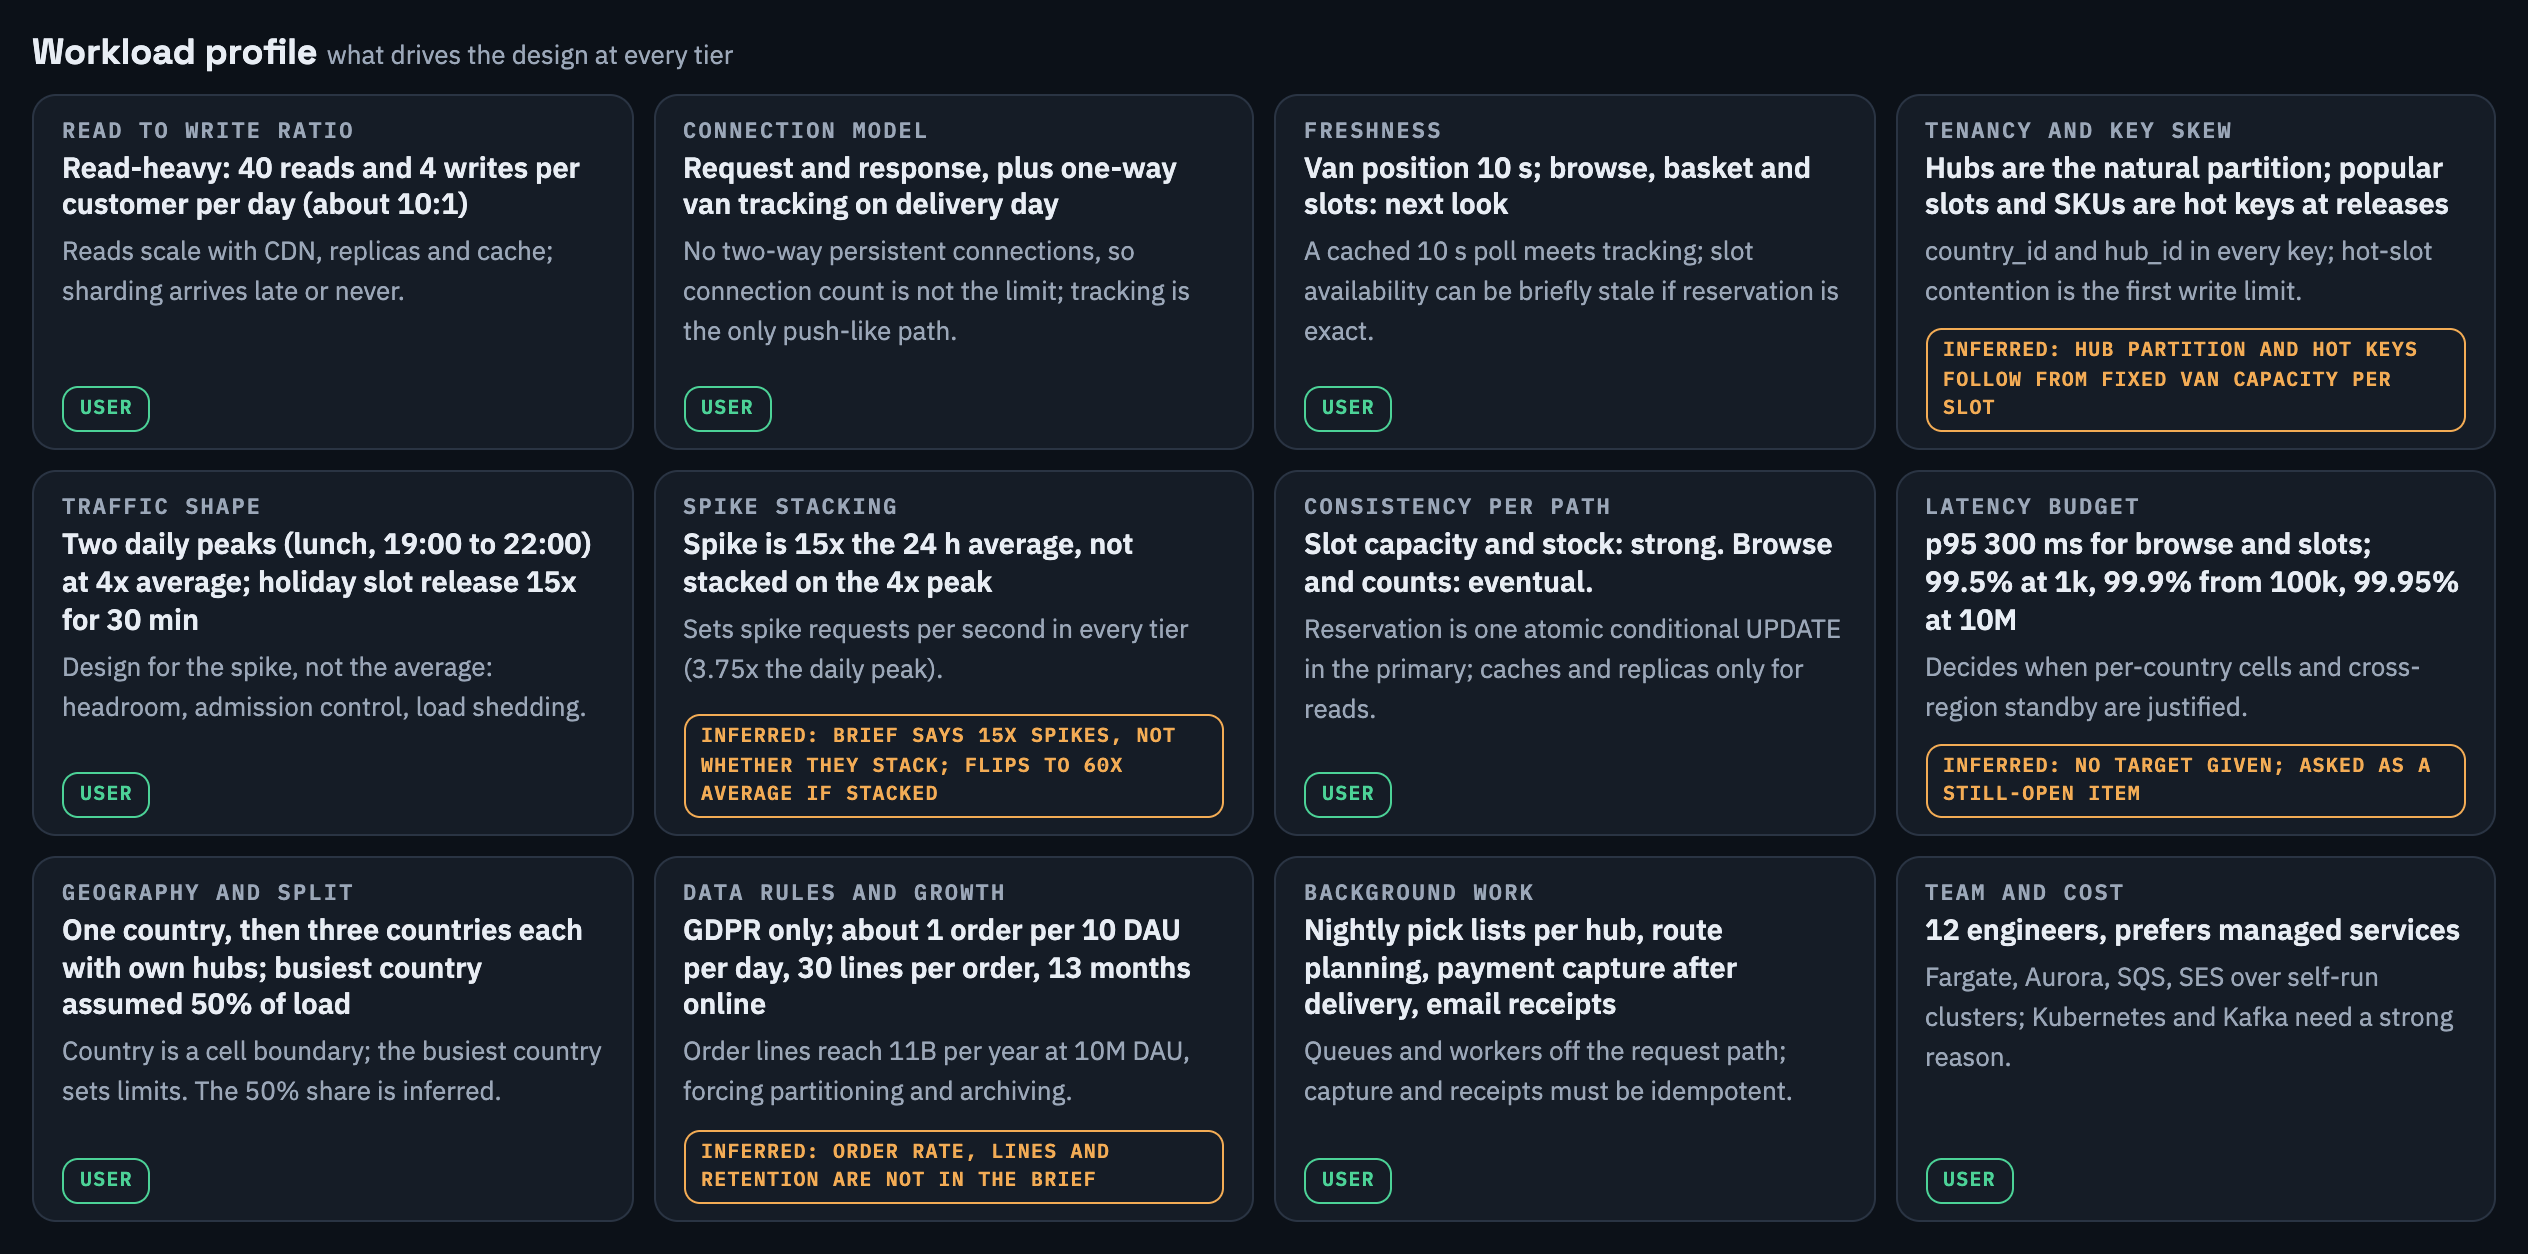 Workload profile what drives the design at every tier
READ TO WRITE RATIO
Read-heavy: 40 reads and 4 writes per
customer per day (about 10:1)
Reads scale with CDN, replicas and cache;
sharding arrives late or never.
USER
CONNECTION MODEL
Request and response, plus one-way
van tracking on delivery day
No two-way persistent connections, so
connection count is not the limit; tracking is
the only push-like path.
USER
FRESHNESS
Van position 10 s; browse, basket and
slots: next look
A cached 10 s poll meets tracking; slot
availability can be briefly stale if reservation is
exact.
USER
TENANCY AND KEY SKEW
Hubs are the natural partition; popular
slots and SKUs are hot keys at releases
country_id and hub_id in every key; hot-slot
contention is the first write limit.
INFERRED: HUB PARTITION AND HOT KEYS
FOLLOW FROM FIXED VAN CAPACITY PER
SLOT
TRAFFIC SHAPE
Two daily peaks (lunch, 19:00 to 22:00)
at 4x average; holiday slot release 15x
for 30 min
Design for the spike, not the average:
headroom, admission control, load shedding.
USER
SPIKE STACKING
Spike is 15x the 24 h average, not
stacked on the 4x peak
Sets spike requests per second in every tier
(3.75x the daily peak).
INFERRED: BRIEF SAYS 15X SPIKES, NOT
WHETHER THEY STACK; FLIPS TO 60X
AVERAGE IF STACKED
CONSISTENCY PER PATH
Slot capacity and stock: strong. Browse
and counts: eventual.
Reservation is one atomic conditional UPDATE
in the primary; caches and replicas only for
reads.
USER
LATENCY BUDGET
p95 300 ms for browse and slots;
99.5% at 1k, 99.9% from 100k, 99.95%
at 10M
Decides when per-country cells and cross-
region standby are justified.
INFERRED: NO TARGET GIVEN; ASKED AS A
STILL-OPEN ITEM
GEOGRAPHY AND SPLIT
One country, then three countries each
with own hubs; busiest country
assumed 50% of load
Country is a cell boundary; the busiest country
sets limits. The 50% share is inferred.
USER
DATA RULES AND GROWTH
GDPR only; about 1 order per 10 DAU
per day, 30 lines per order, 13 months
online
Order lines reach 11B per year at 10M DAU,
forcing partitioning and archiving.
INFERRED: ORDER RATE, LINES AND
RETENTION ARE NOT IN THE BRIEF
BACKGROUND WORK
Nightly pick lists per hub, route
planning, payment capture after
delivery, email receipts
Queues and workers off the request path;
capture and receipts must be idempotent.
USER
TEAM AND COST
12 engineers, prefers managed services
Fargate, Aurora, SQS, SES over self-run
clusters; Kubernetes and Kafka need a strong
reason.
USER